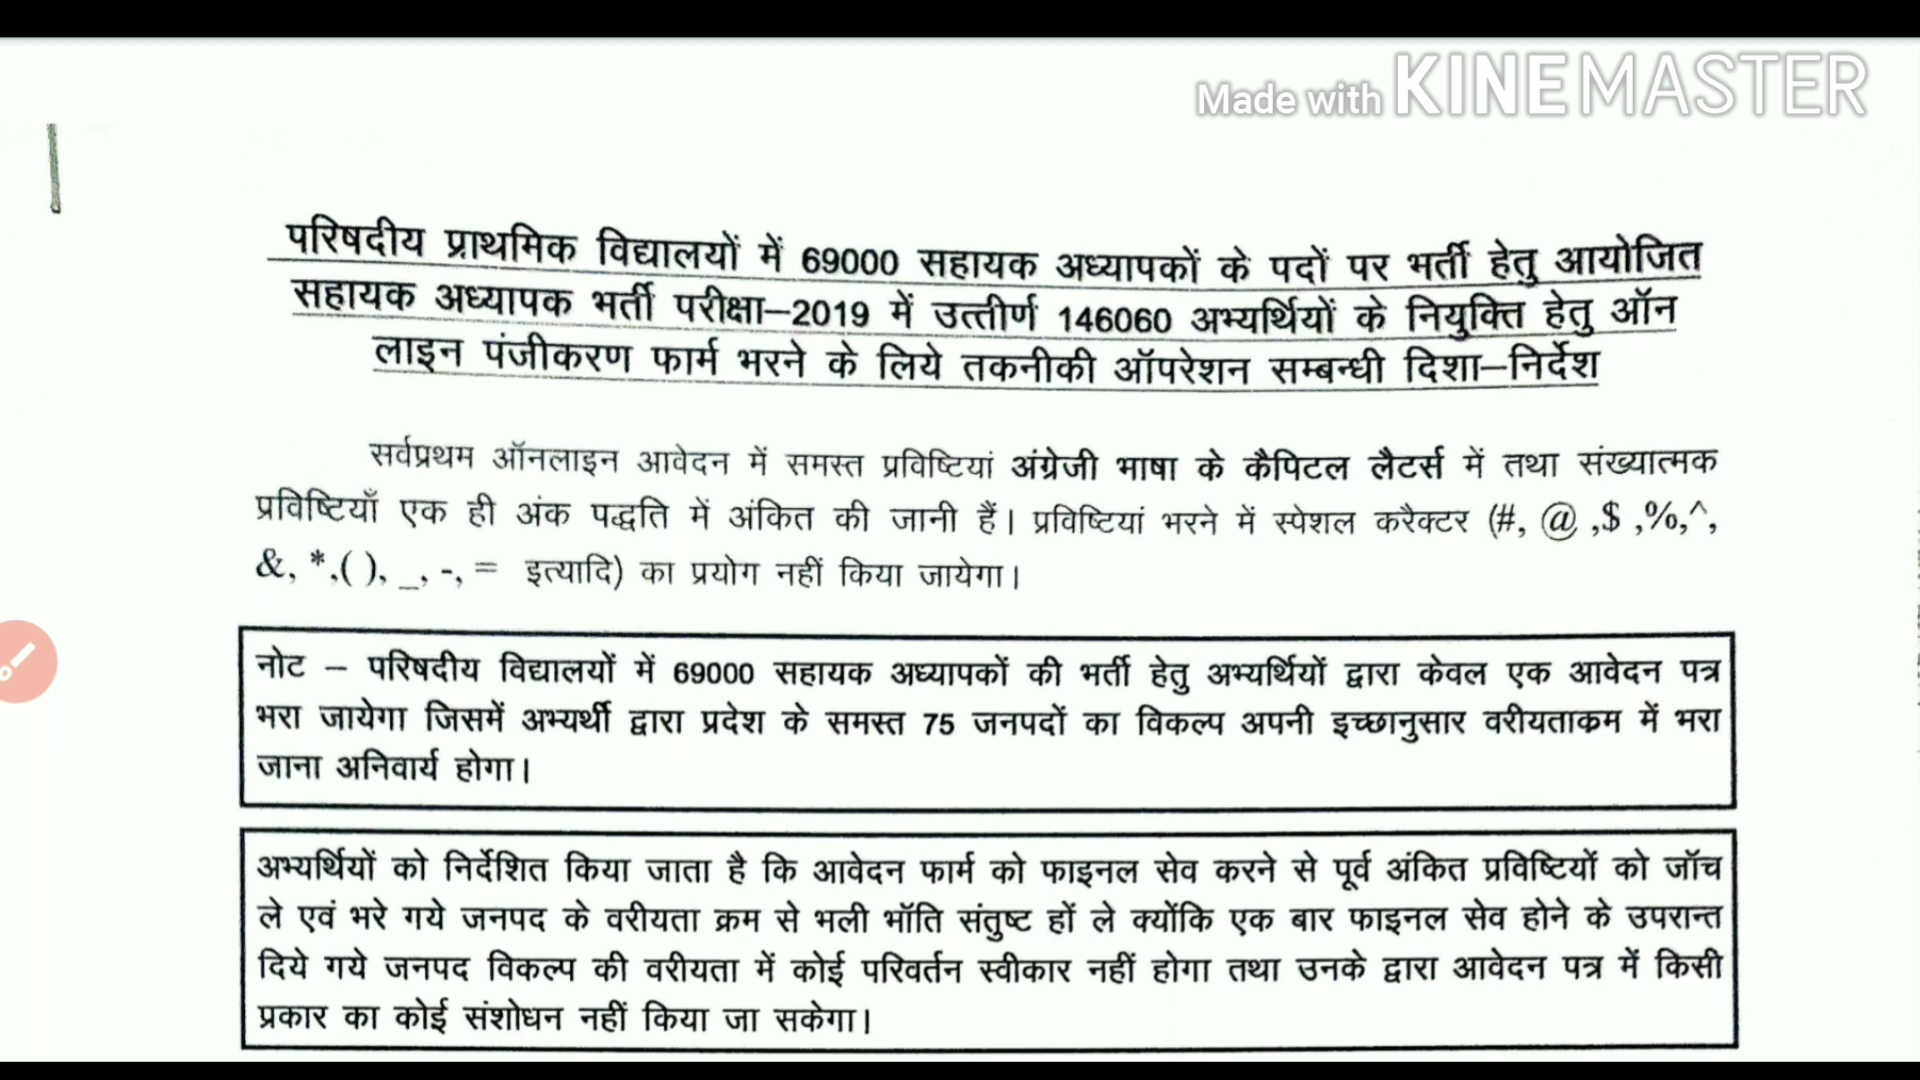 Made with KINEMASTER
परिषदीय प्राथमिक विद्यालयों में 69000 सहायक अध्यापकों के पदों पर भर्ती हेतु आयोजित
सहायक अध्यापक भर्ती परीक्षा–2019 में उत्तीर्ण 146060 अभ्यर्थियों के नियुक्ति हेतु ऑन
लाइन पंजीकरण फार्म भरने के लिये तकनीकी ऑपरेशन सम्बन्धी दिशा–निर्देश
सर्वप्रथम ऑनलाइन आवेदन में समस्त प्रविष्टियां अंग्रेजी भाषा के कैपिटल लैटर्स में तथा संख्यात्मक
प्रविष्टियाँ एक ही अंक पद्धति में अंकित की जानी हैं। प्रविष्टियां भरने में स्पेशल करैक्टर (#, @ ,$ ,%,^,
&, *,( ), _, -, = इत्यादि) का प्रयोग नहीं किया जायेगा।
नोट – परिषदीय विद्यालयों में 69000 सहायक अध्यापकों की भर्ती हेतु अभ्यर्थियों द्वारा केवल एक आवेदन पत्र
भरा जायेगा जिसमें अभ्यर्थी द्वारा प्रदेश के समस्त 75 जनपदों का विकल्प अपनी इच्छानुसार वरीयताक्रम में भरा
जाना अनिवार्य होगा।
अभ्यर्थियों को निर्देशित किया जाता है कि आवेदन फार्म को फाइनल सेव करने से पूर्व अंकित प्रविष्टियों को जॉच
ले एवं भरे गये जनपद के वरीयता क्रम से भली भॉति संतुष्ट हों ले क्योंकि एक बार फाइनल सेव होने के उपरान्त
दिये गये जनपद विकल्प की वरीयता में कोई परिवर्तन स्वीकार नहीं होगा तथा उनके द्वारा आवेदन पत्र में किसी
प्रकार का कोई संशोधन नहीं किया जा सकेगा।